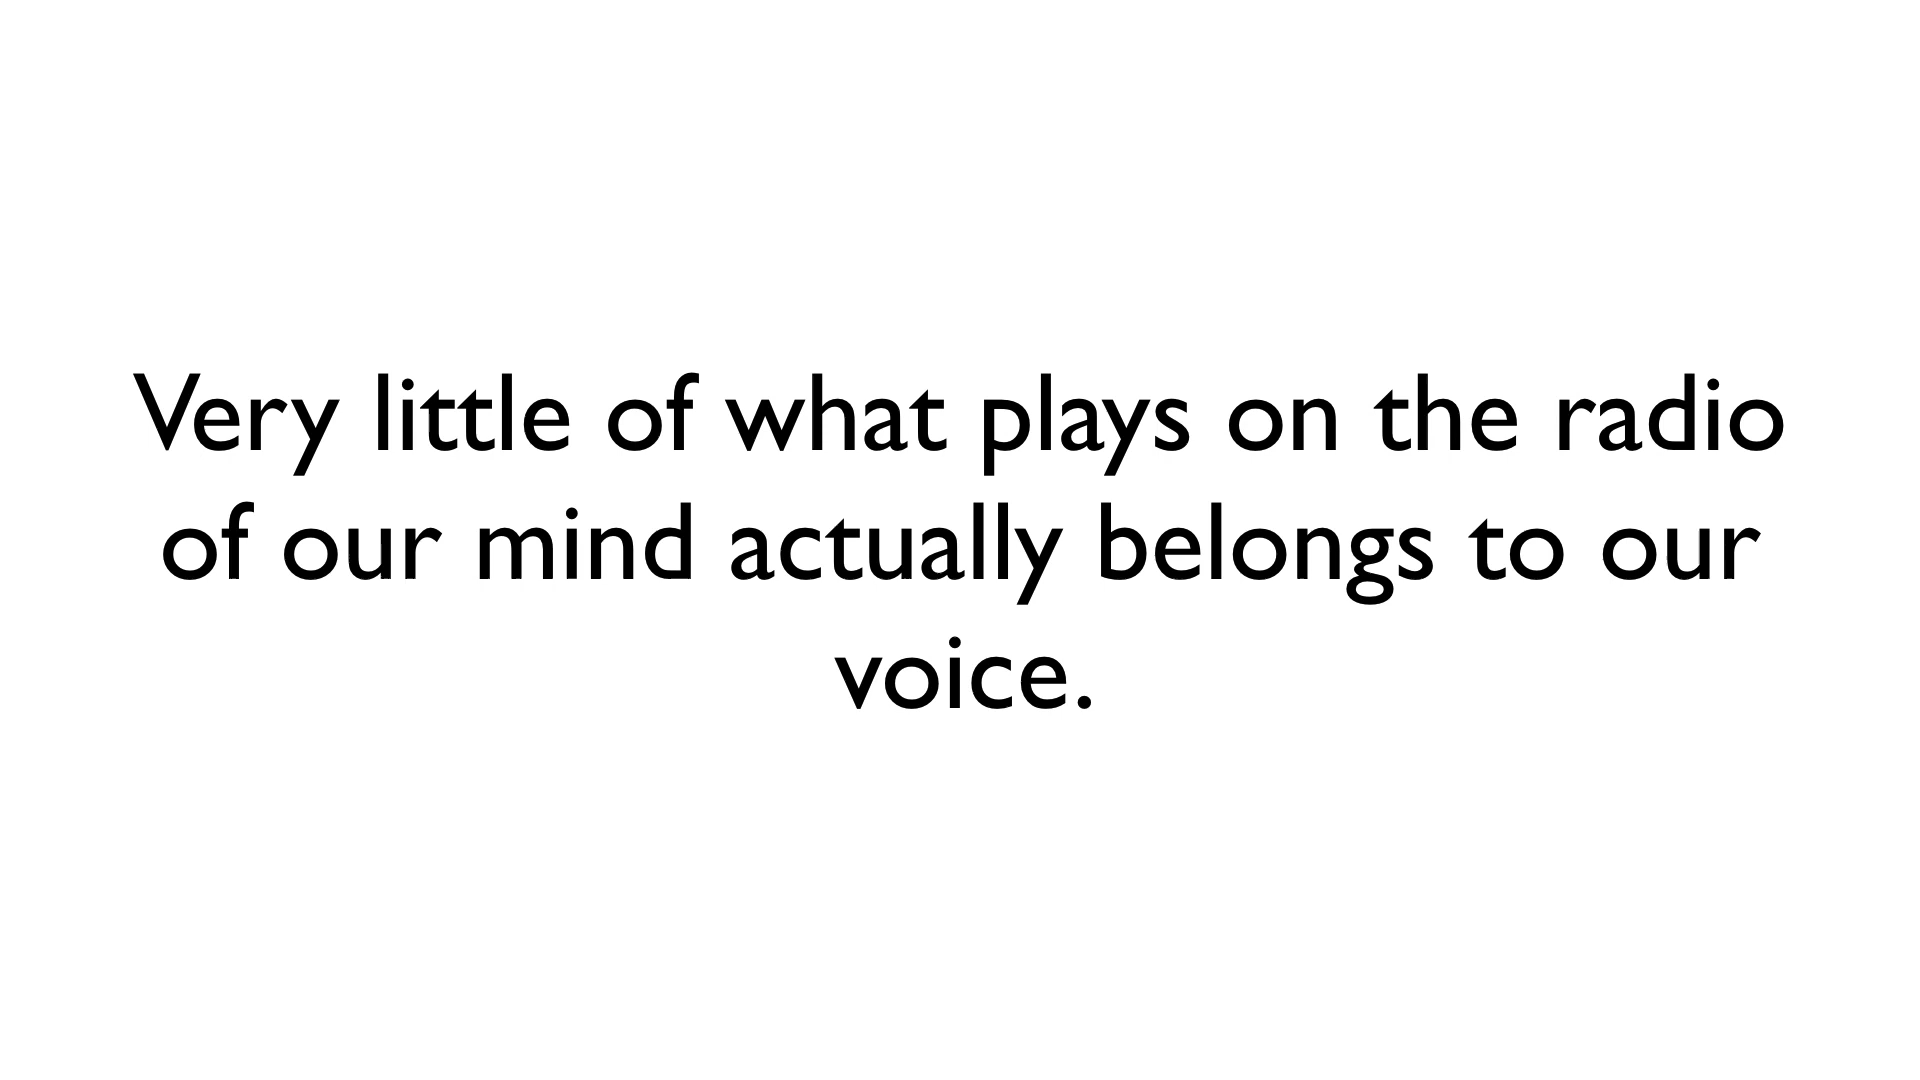 Very little of what plays on the radio
of our mind actually belongs to our
voice.